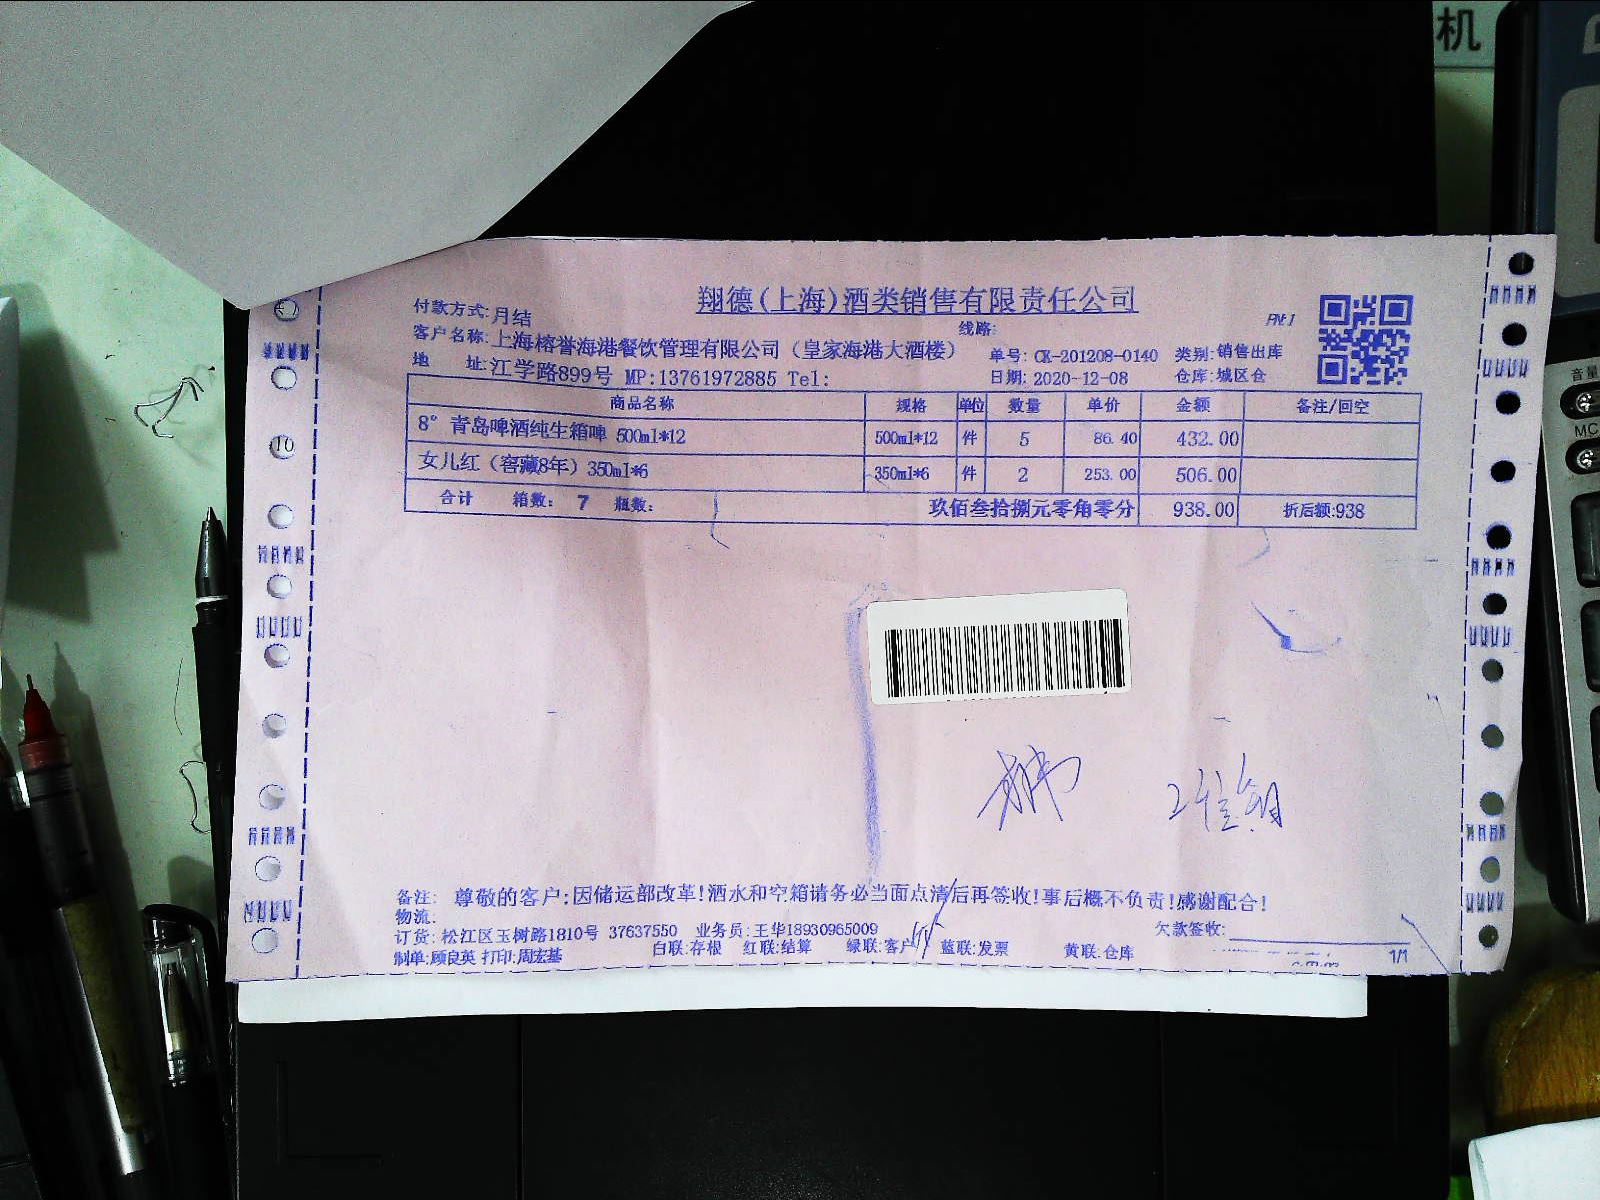 机
音量
MC
翔德(上海)酒类销售有限责任公司
付款方式:月结
线路:
客户名称:上海榕誉海港餐饮管理有限公司（皇家海港大酒楼） 单号: CK-201208-0140 类别:销售出库
地 址:江学路899号 MP:13761972885 Tel: 日期: 2020-12-08 仓库:城区仓
商品名称 规格 单位 数量 单价 金额 备注/回空
8° 青岛啤酒纯生箱啤 500ml*12 500ml*12 件 5 86.40 432.00
女儿红（窖藏8年）350ml*6 350ml*6 件 2 253.00 506.00
合计 箱数: 7 瓶数: 玖佰叁拾捌元零角零分 938.00 折后额:938
备注: 尊敬的客户:因储运部改革!酒水和空箱请务必当面点清后再签收!事后概不负责!感谢配合!
物流:
订货: 松江区玉树路1810号 37637550 业务员:王华18930965009 欠款签收:
制单:顾良英 打印:周宏基 白联:存根 红联:结算 绿联:客户 蓝联:发票 黄联:仓库 1/1